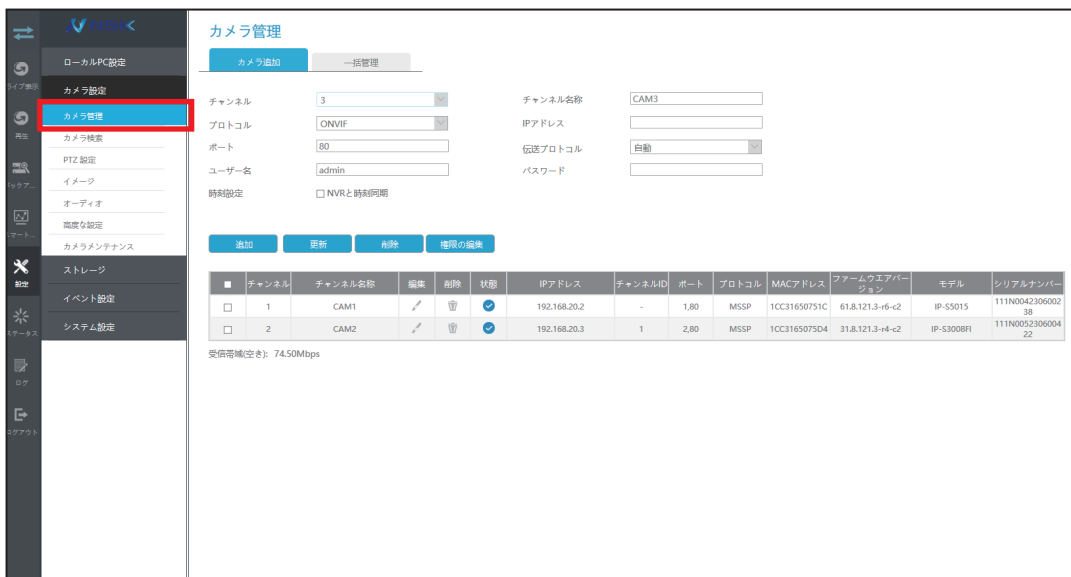 カメラ管理
ローカルPC設定
カメラ設定
カメラ管理
カメラ検索
PTZ 設定
イメージ
オーディオ
高度な設定
カメラメンテナンス
ストレージ
イベント設定
システム設定
再生
設定
ログ
カメラ追加 一括管理
チャンネル 3 チャンネル名称 CAM3
プロトコル ONVIF IPアドレス
ポート 80 伝送プロトコル 自動
ユーザー名 admin パスワード
時刻設定 NVRと時刻同期
追加 更新 削除 権限の編集
チャンネル チャンネル名称 編集 削除 状態 IPアドレス チャンネルID ポート プロトコル MACアドレス ファームウエアバージョン モデル シリアルナンバー
1 CAM1 192.168.20.2 - 1,80 MSSP 1CC31650751C 61.8.121.3-r6-c2 IP-S5015 111N004230600238
2 CAM2 192.168.20.3 1 2,80 MSSP 1CC3165075D4 31.8.121.3-r4-c2 IP-S3008FI 111N005230600422
受信帯域(空き): 74.50Mbps